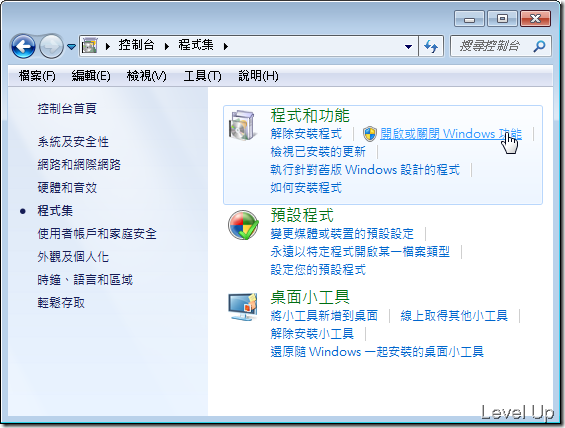 控制台 程式集 搜尋控制台
檔案(F) 編輯(E) 檢視(V) 工具(T) 說明(H)
控制台首頁
系統及安全性
網路和網際網路
硬體和音效
程式集
使用者帳戶和家庭安全
外觀及個人化
時鐘、語言和區域
輕鬆存取
程式和功能
解除安裝程式 開啟或關閉 Windows 功能
檢視已安裝的更新
執行針對舊版 Windows 設計的程式
如何安裝程式
預設程式
變更媒體或裝置的預設設定
永遠以特定程式開啟某一檔案類型
設定您的預設程式
桌面小工具
將小工具新增到桌面 線上取得其他小工具
解除安裝小工具
還原隨 Windows 一起安裝的桌面小工具
Level Up